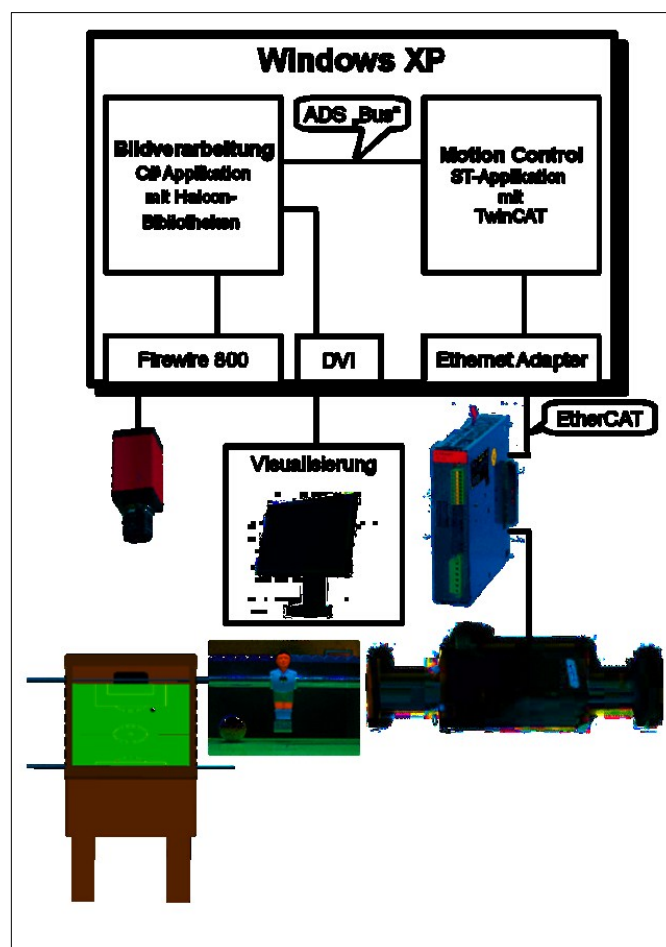 Windows XP
ADS „Bus“
Bildverarbeitung
C# Applikation
mit Halcon-
Bibliotheken
Motion Control
ST-Applikation
mit
TwinCAT
Firewire 800
DVI
Ethernet Adapter
EtherCAT
Visualisierung